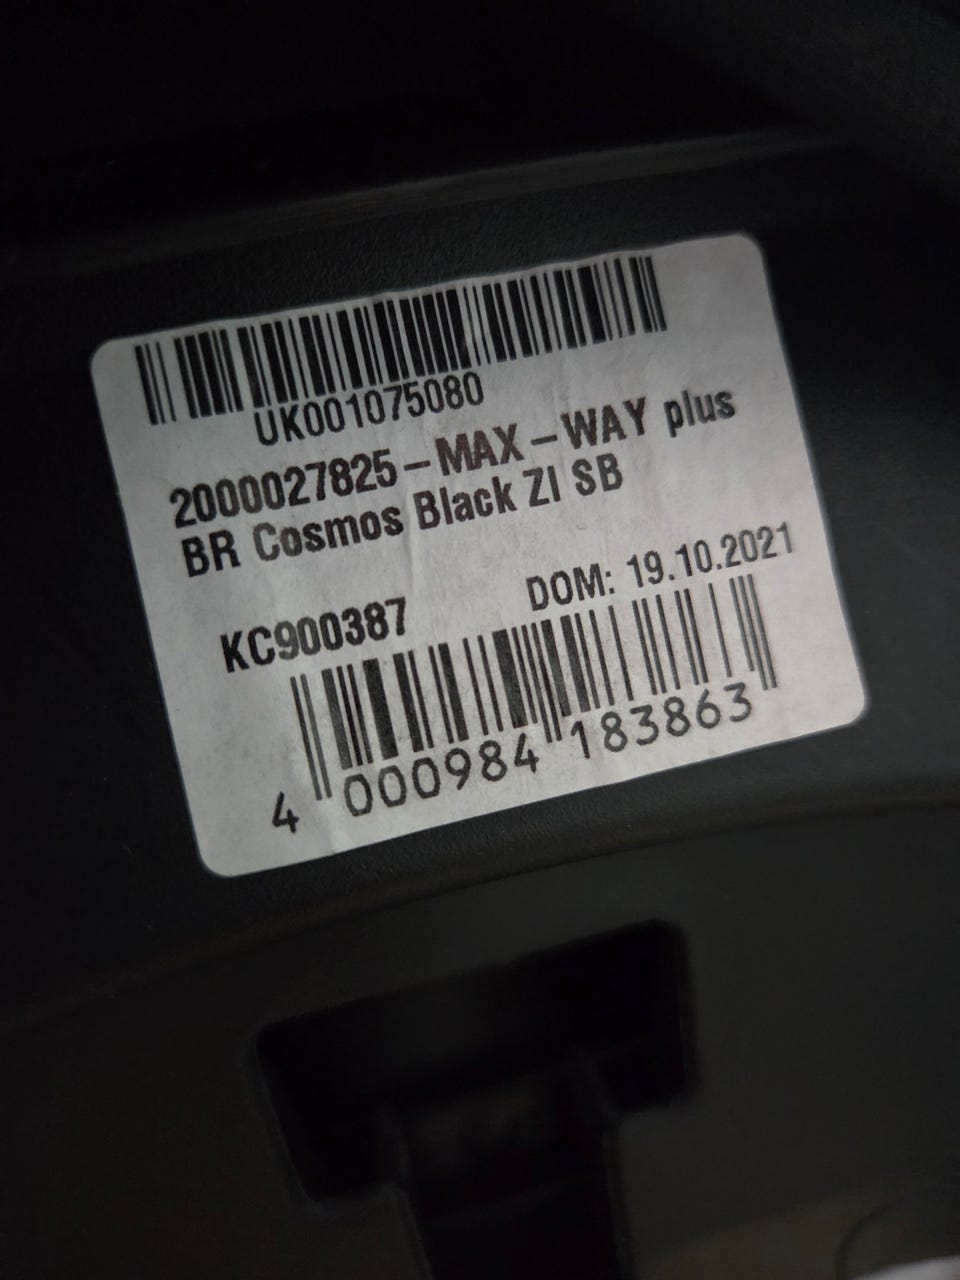 UK001075080
2000027825-MAX-WAY plus
BR Cosmos Black ZI SB
DOM: 19.10.2021
KC900387
4 000984 183863